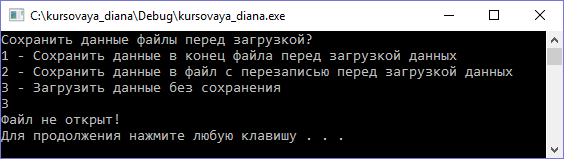 C:\kursovaya_diana\Debug\kursovaya_diana.exe
Сохранить данные файлы перед загрузкой?
1 - Сохранить данные в конец файла перед загрузкой данных
2 - Сохранить данные в файл с перезаписью перед загрузкой данных
3 - Загрузить данные без сохранения
3
Файл не открыт!
Для продолжения нажмите любую клавишу . . .